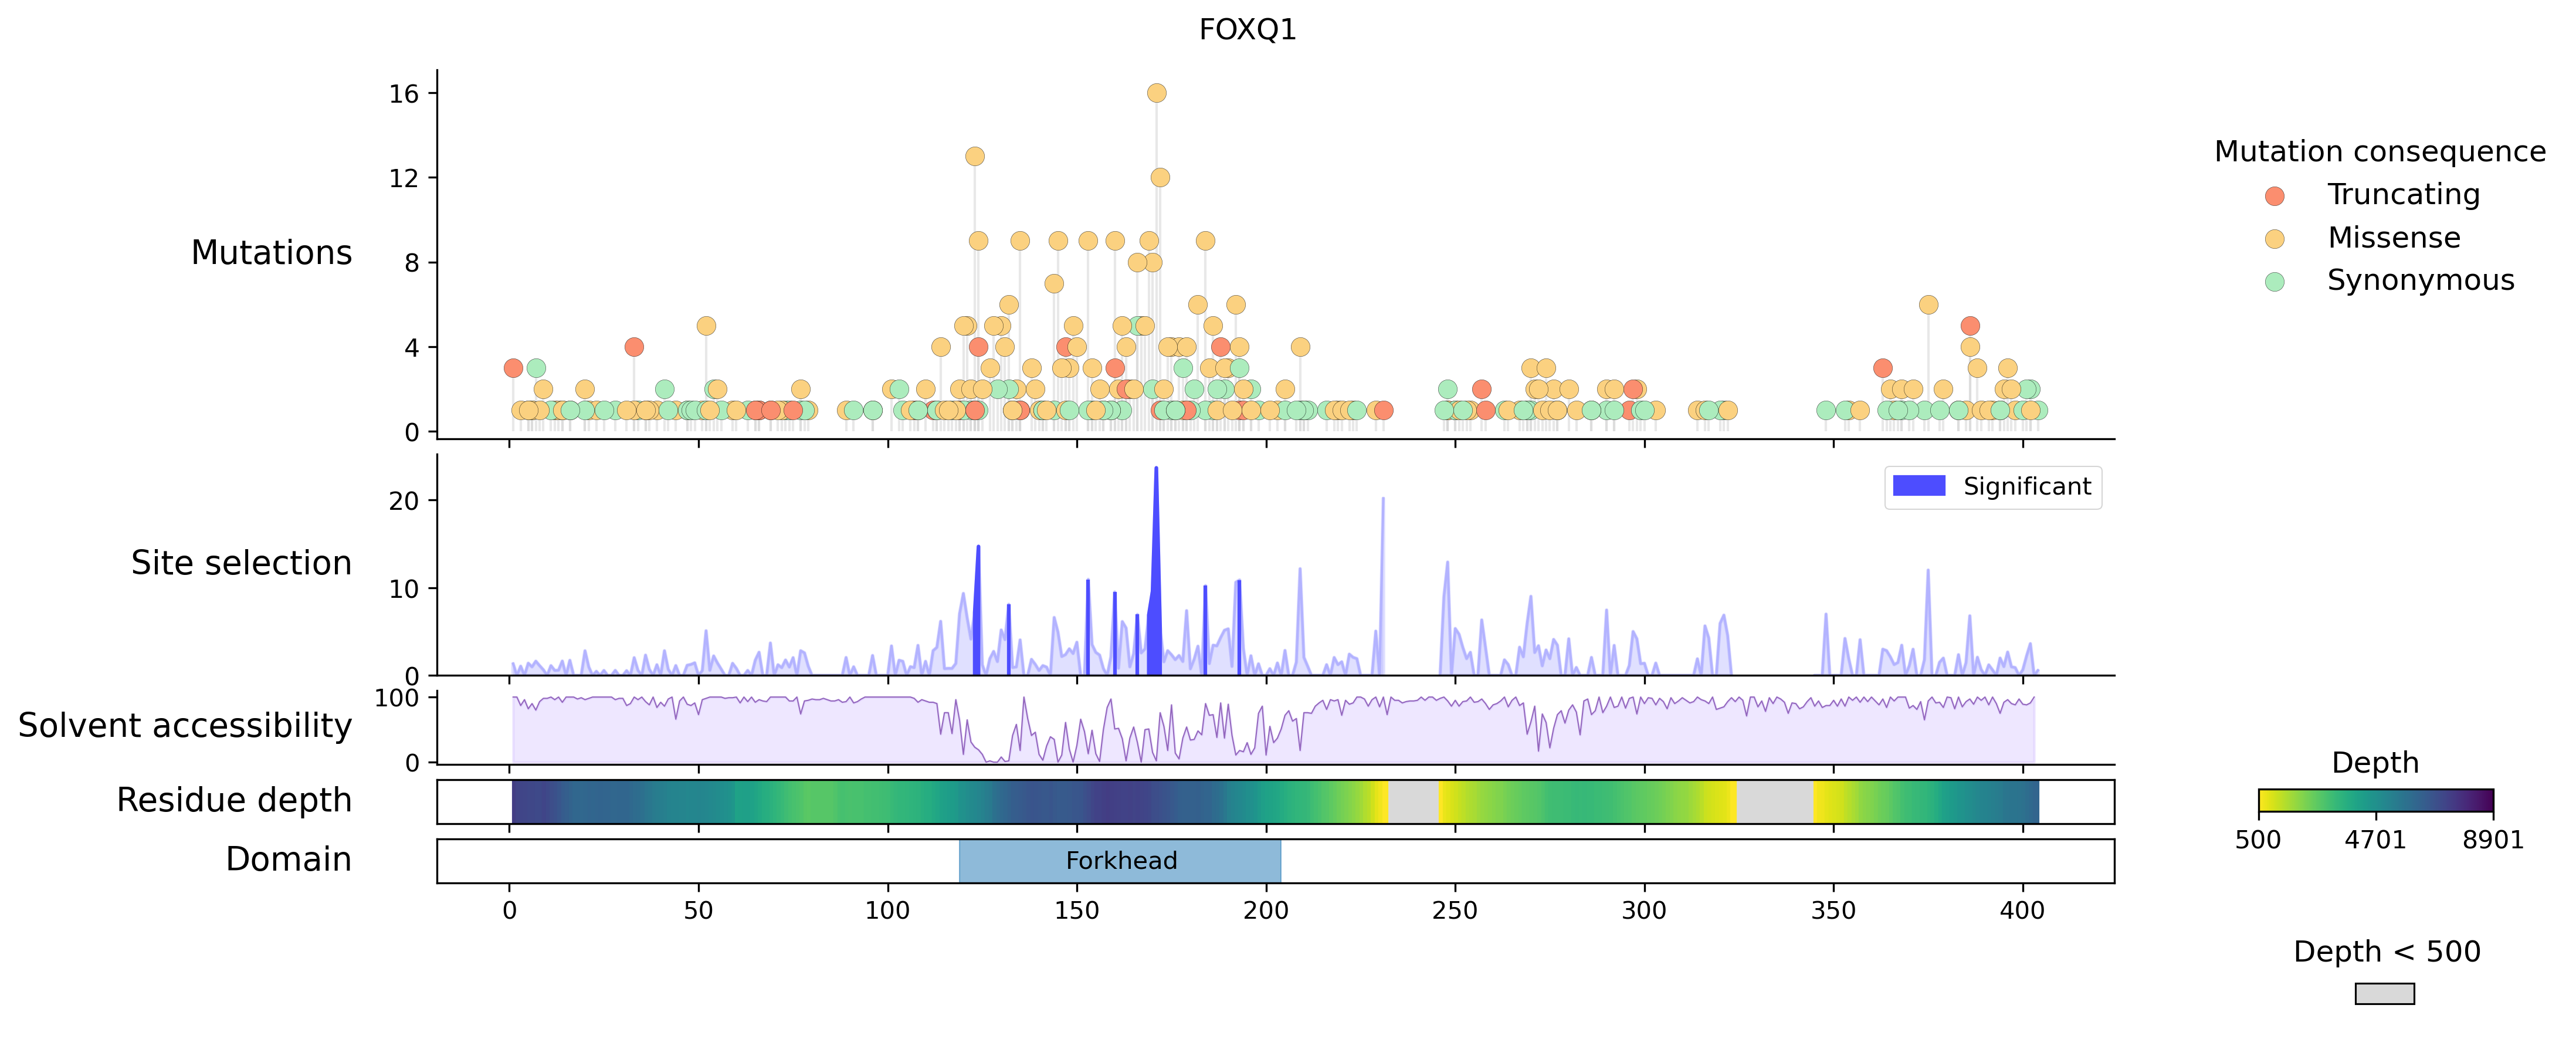 FOXQ1
Mutations
16
12
8
4
0
Mutation consequence
Truncating
Missense
Synonymous
Site selection
20
10
0
Significant
Solvent accessibility
100
0
Residue depth
Depth
500 4701 8901
Domain
Forkhead
0 50 100 150 200 250 300 350 400
Depth < 500